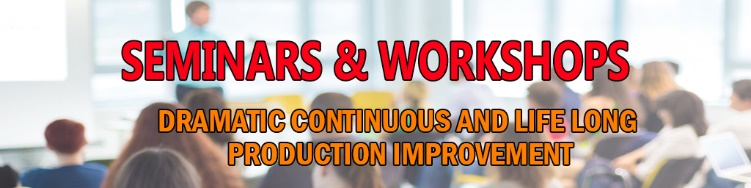 SEMINARS & WORKSHOPS
DRAMATIC CONTINUOUS AND LIFE LONG
PRODUCTION IMPROVEMENT